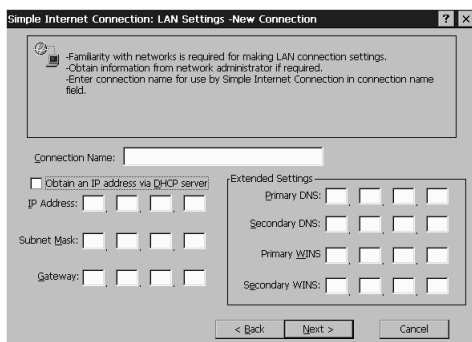 Simple Internet Connection: LAN Settings -New Connection ? ×
-Familiarity with networks is required for making LAN connection settings.
-Obtain information from network administrator if required.
-Enter connection name for use by Simple Internet Connection in connection name
field.
Connection Name:
Obtain an IP address via DHCP server
IP Address: . . .
Subnet Mask: . . .
Gateway: . . .
Extended Settings
Primary DNS: . . .
Secondary DNS: . . .
Primary WINS . . .
Secondary WINS: . . .
< Back Next > Cancel